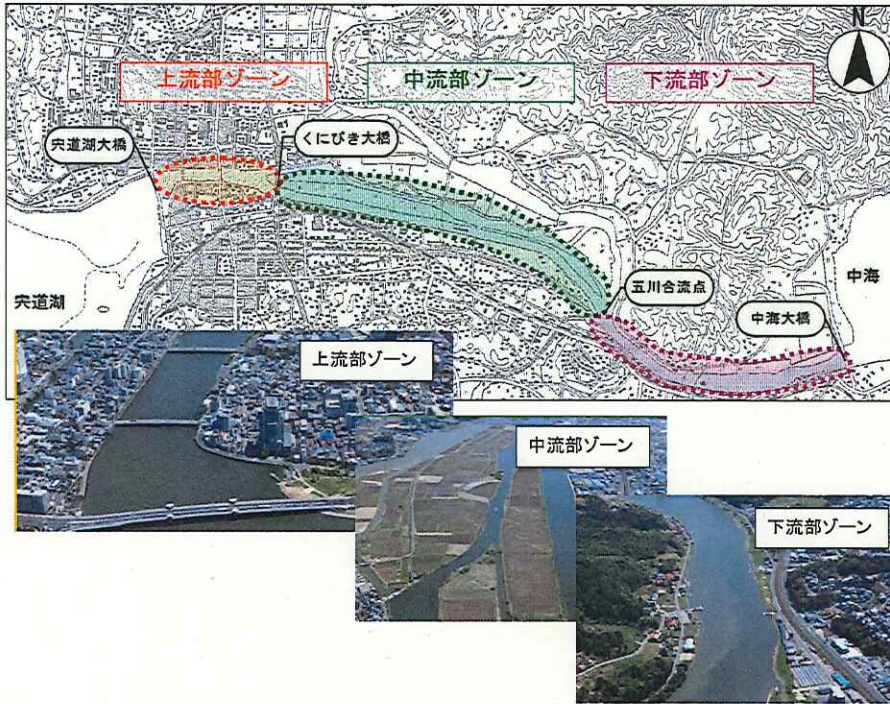 N
上流部ゾーン
中流部ゾーン
下流部ゾーン
宍道湖大橋
くにびき大橋
宍道湖
五川合流点
中海
中海大橋
上流部ゾーン
中流部ゾーン
下流部ゾーン